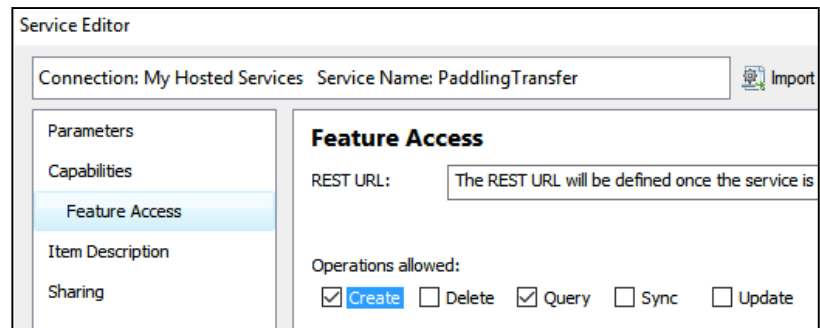 Service Editor
Connection: My Hosted Services Service Name: PaddlingTransfer
Import
Parameters
Capabilities
Feature Access
Item Description
Sharing
Feature Access
REST URL: The REST URL will be defined once the service is
Operations allowed:
Create Delete Query Sync Update